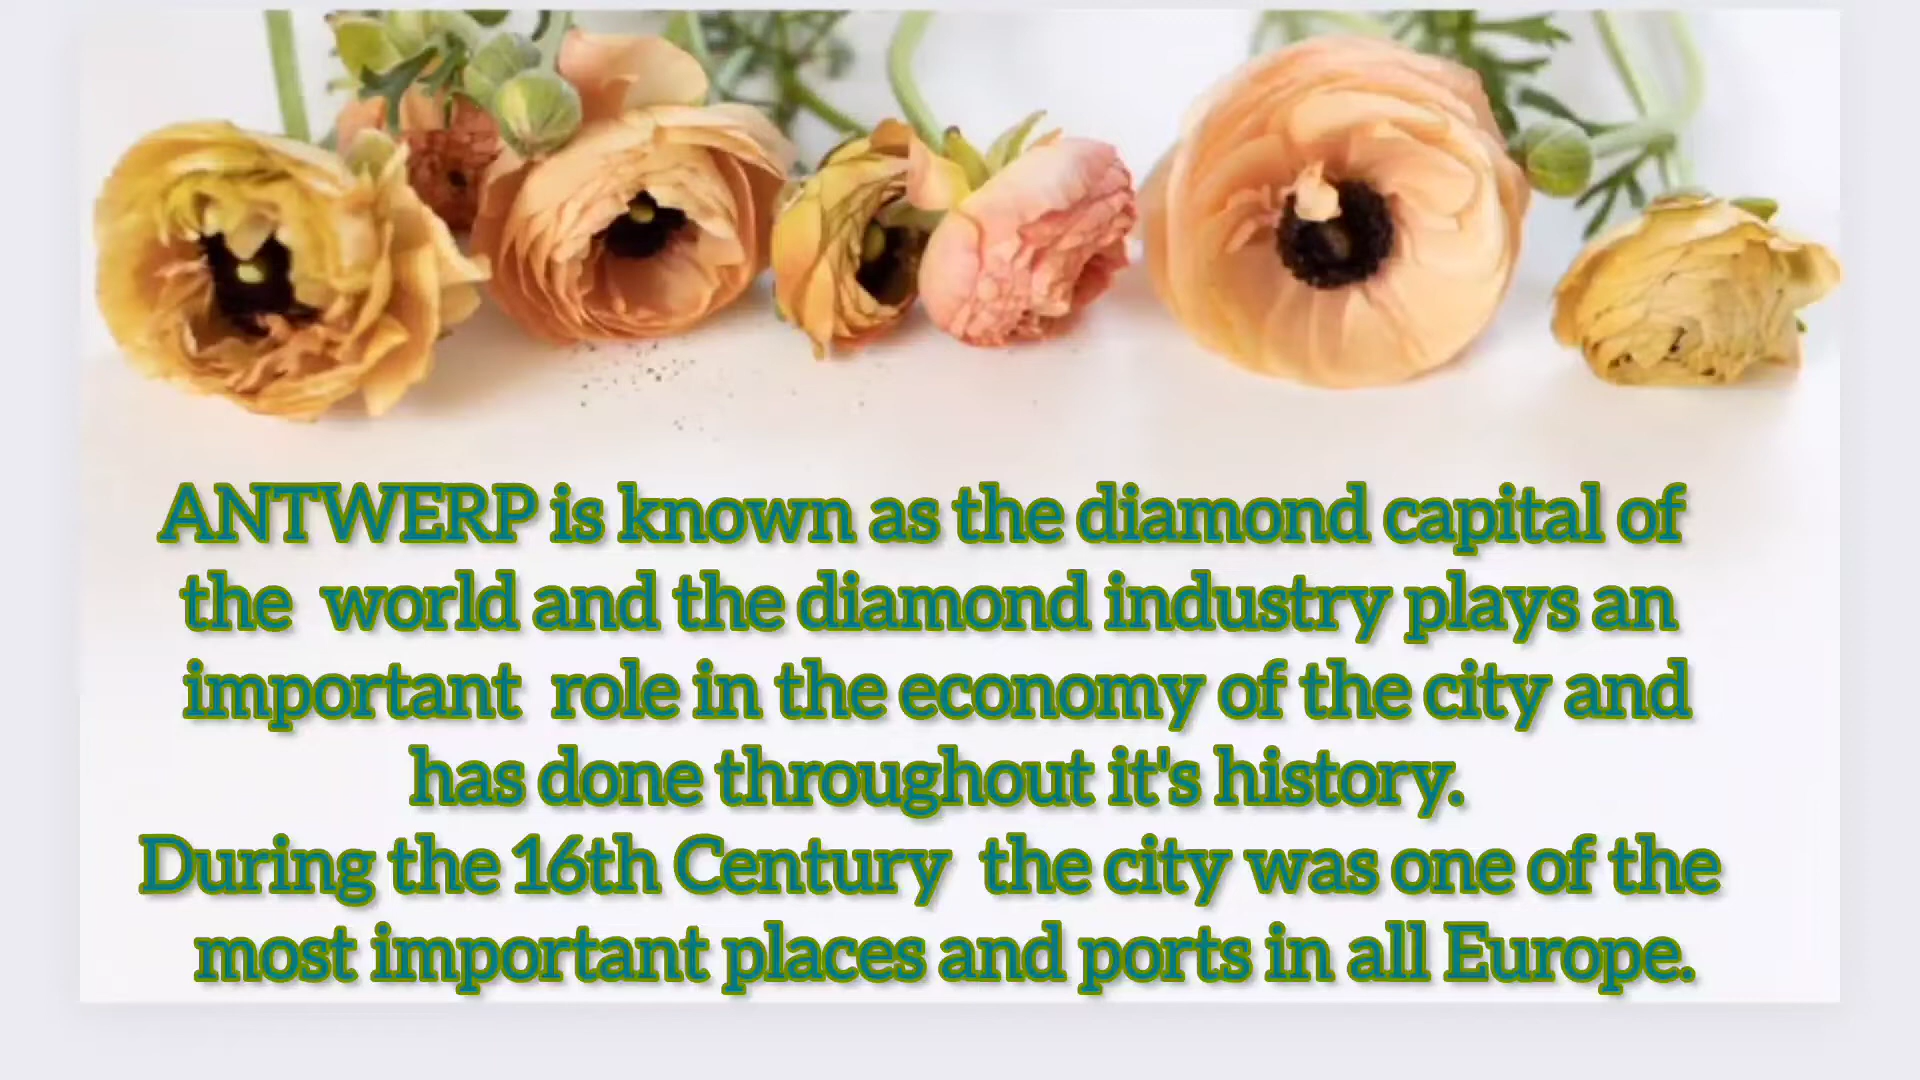 ANTWERP is known as the diamond capital of
the world and the diamond industry plays an
important role in the economy of the city and
has done throughout it's history.
During the 16th Century the city was one of the
most important places and ports in all Europe.